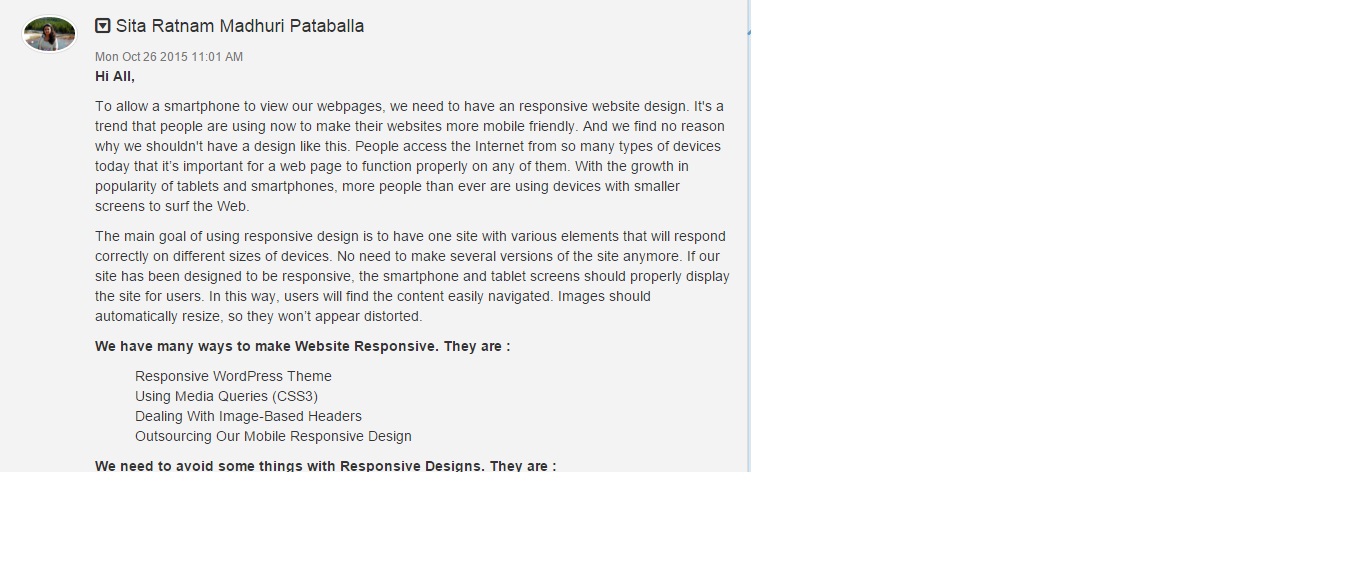 Sita Ratnam Madhuri Pataballa
Mon Oct 26 2015 11:01 AM
Hi All,
To allow a smartphone to view our webpages, we need to have an responsive website design. It's a
trend that people are using now to make their websites more mobile friendly. And we find no reason
why we shouldn't have a design like this. People access the Internet from so many types of devices
today that it’s important for a web page to function properly on any of them. With the growth in
popularity of tablets and smartphones, more people than ever are using devices with smaller
screens to surf the Web.
The main goal of using responsive design is to have one site with various elements that will respond
correctly on different sizes of devices. No need to make several versions of the site anymore. If our
site has been designed to be responsive, the smartphone and tablet screens should properly display
the site for users. In this way, users will find the content easily navigated. Images should
automatically resize, so they won’t appear distorted.
We have many ways to make Website Responsive. They are :
Responsive WordPress Theme
Using Media Queries (CSS3)
Dealing With Image-Based Headers
Outsourcing Our Mobile Responsive Design
We need to avoid some things with Responsive Designs. They are :